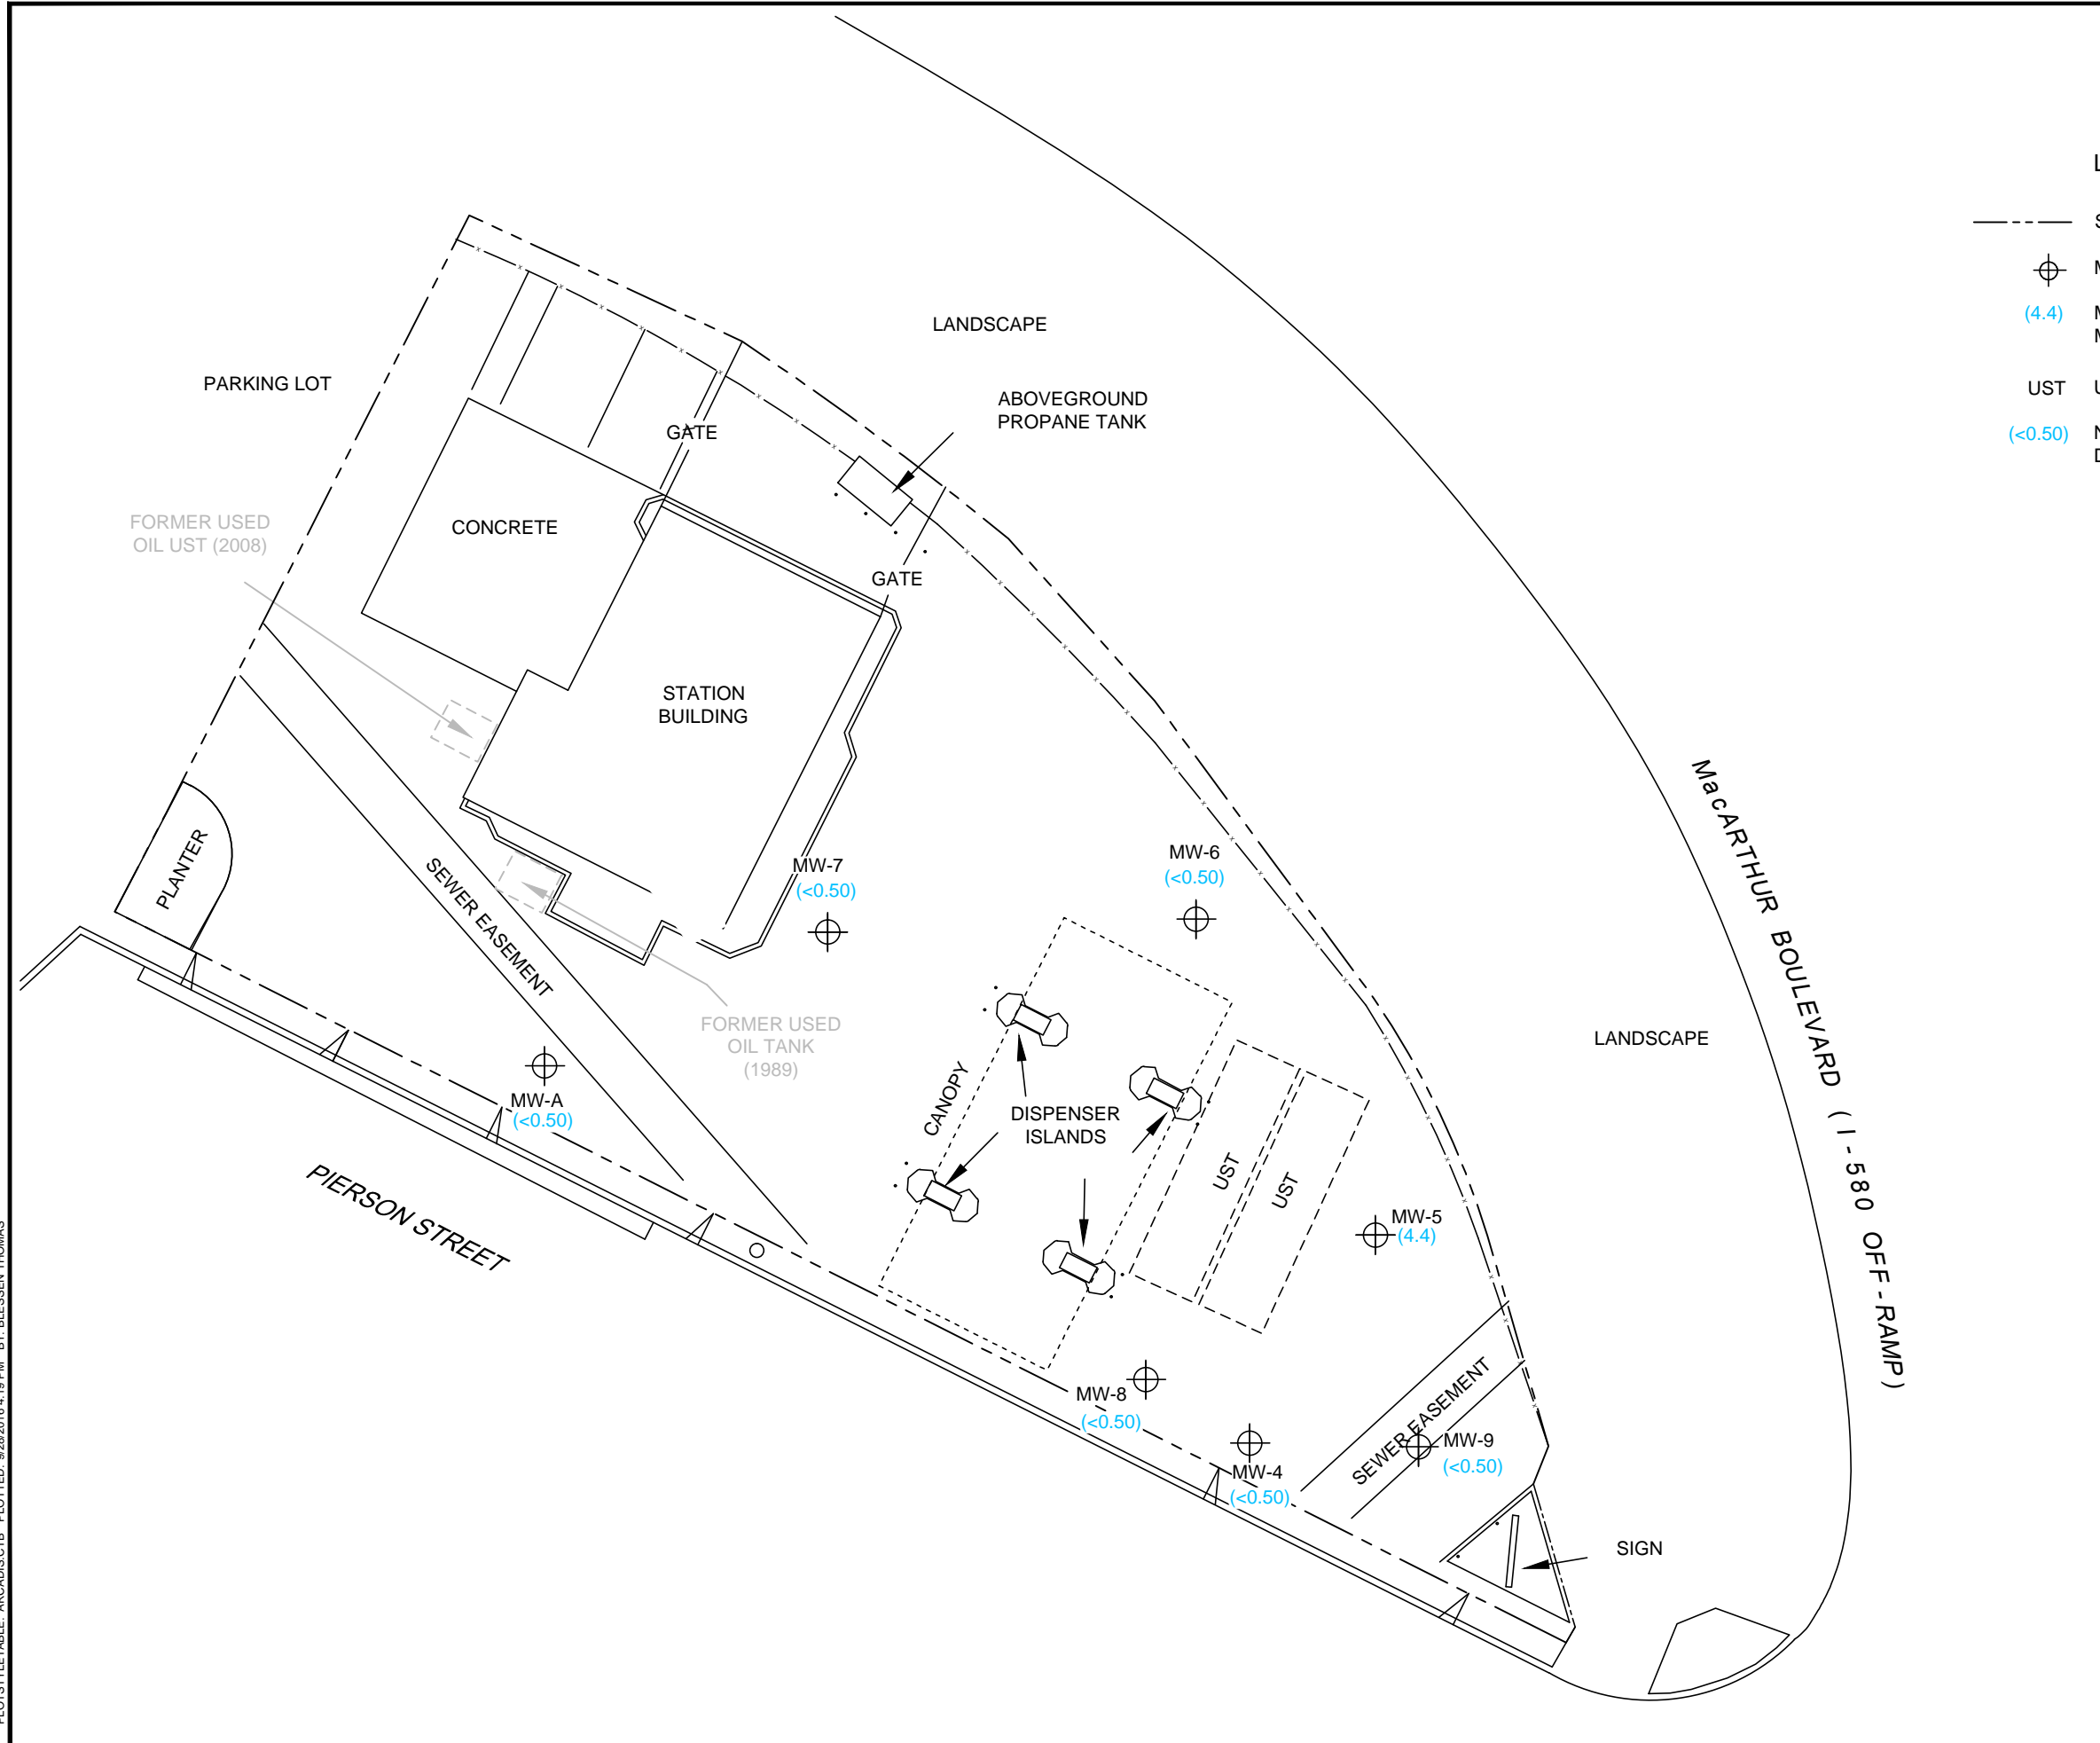 LANDSCAPE
(4.4)
PARKING LOT
UST
ABOVEGROUND
PROPANE TANK
(<0.50)
GATE
FORMER USED
OIL UST (2008)
CONCRETE
GATE
STATION
BUILDING
MacARTHUR BOULEVARD (I-580 OFF-RAMP)
PLANTER
SEWER EASEMENT
MW-7
(<0.50)
MW-6
(<0.50)
FORMER USED
OIL TANK
(1989)
LANDSCAPE
CANOPY
DISPENSER
ISLANDS
MW-A
(<0.50)
UST
UST
PIERSON STREET
MW-5
(4.4)
MW-8
(<0.50)
SEWER EASEMENT
MW-9
(<0.50)
MW-4
(<0.50)
SIGN